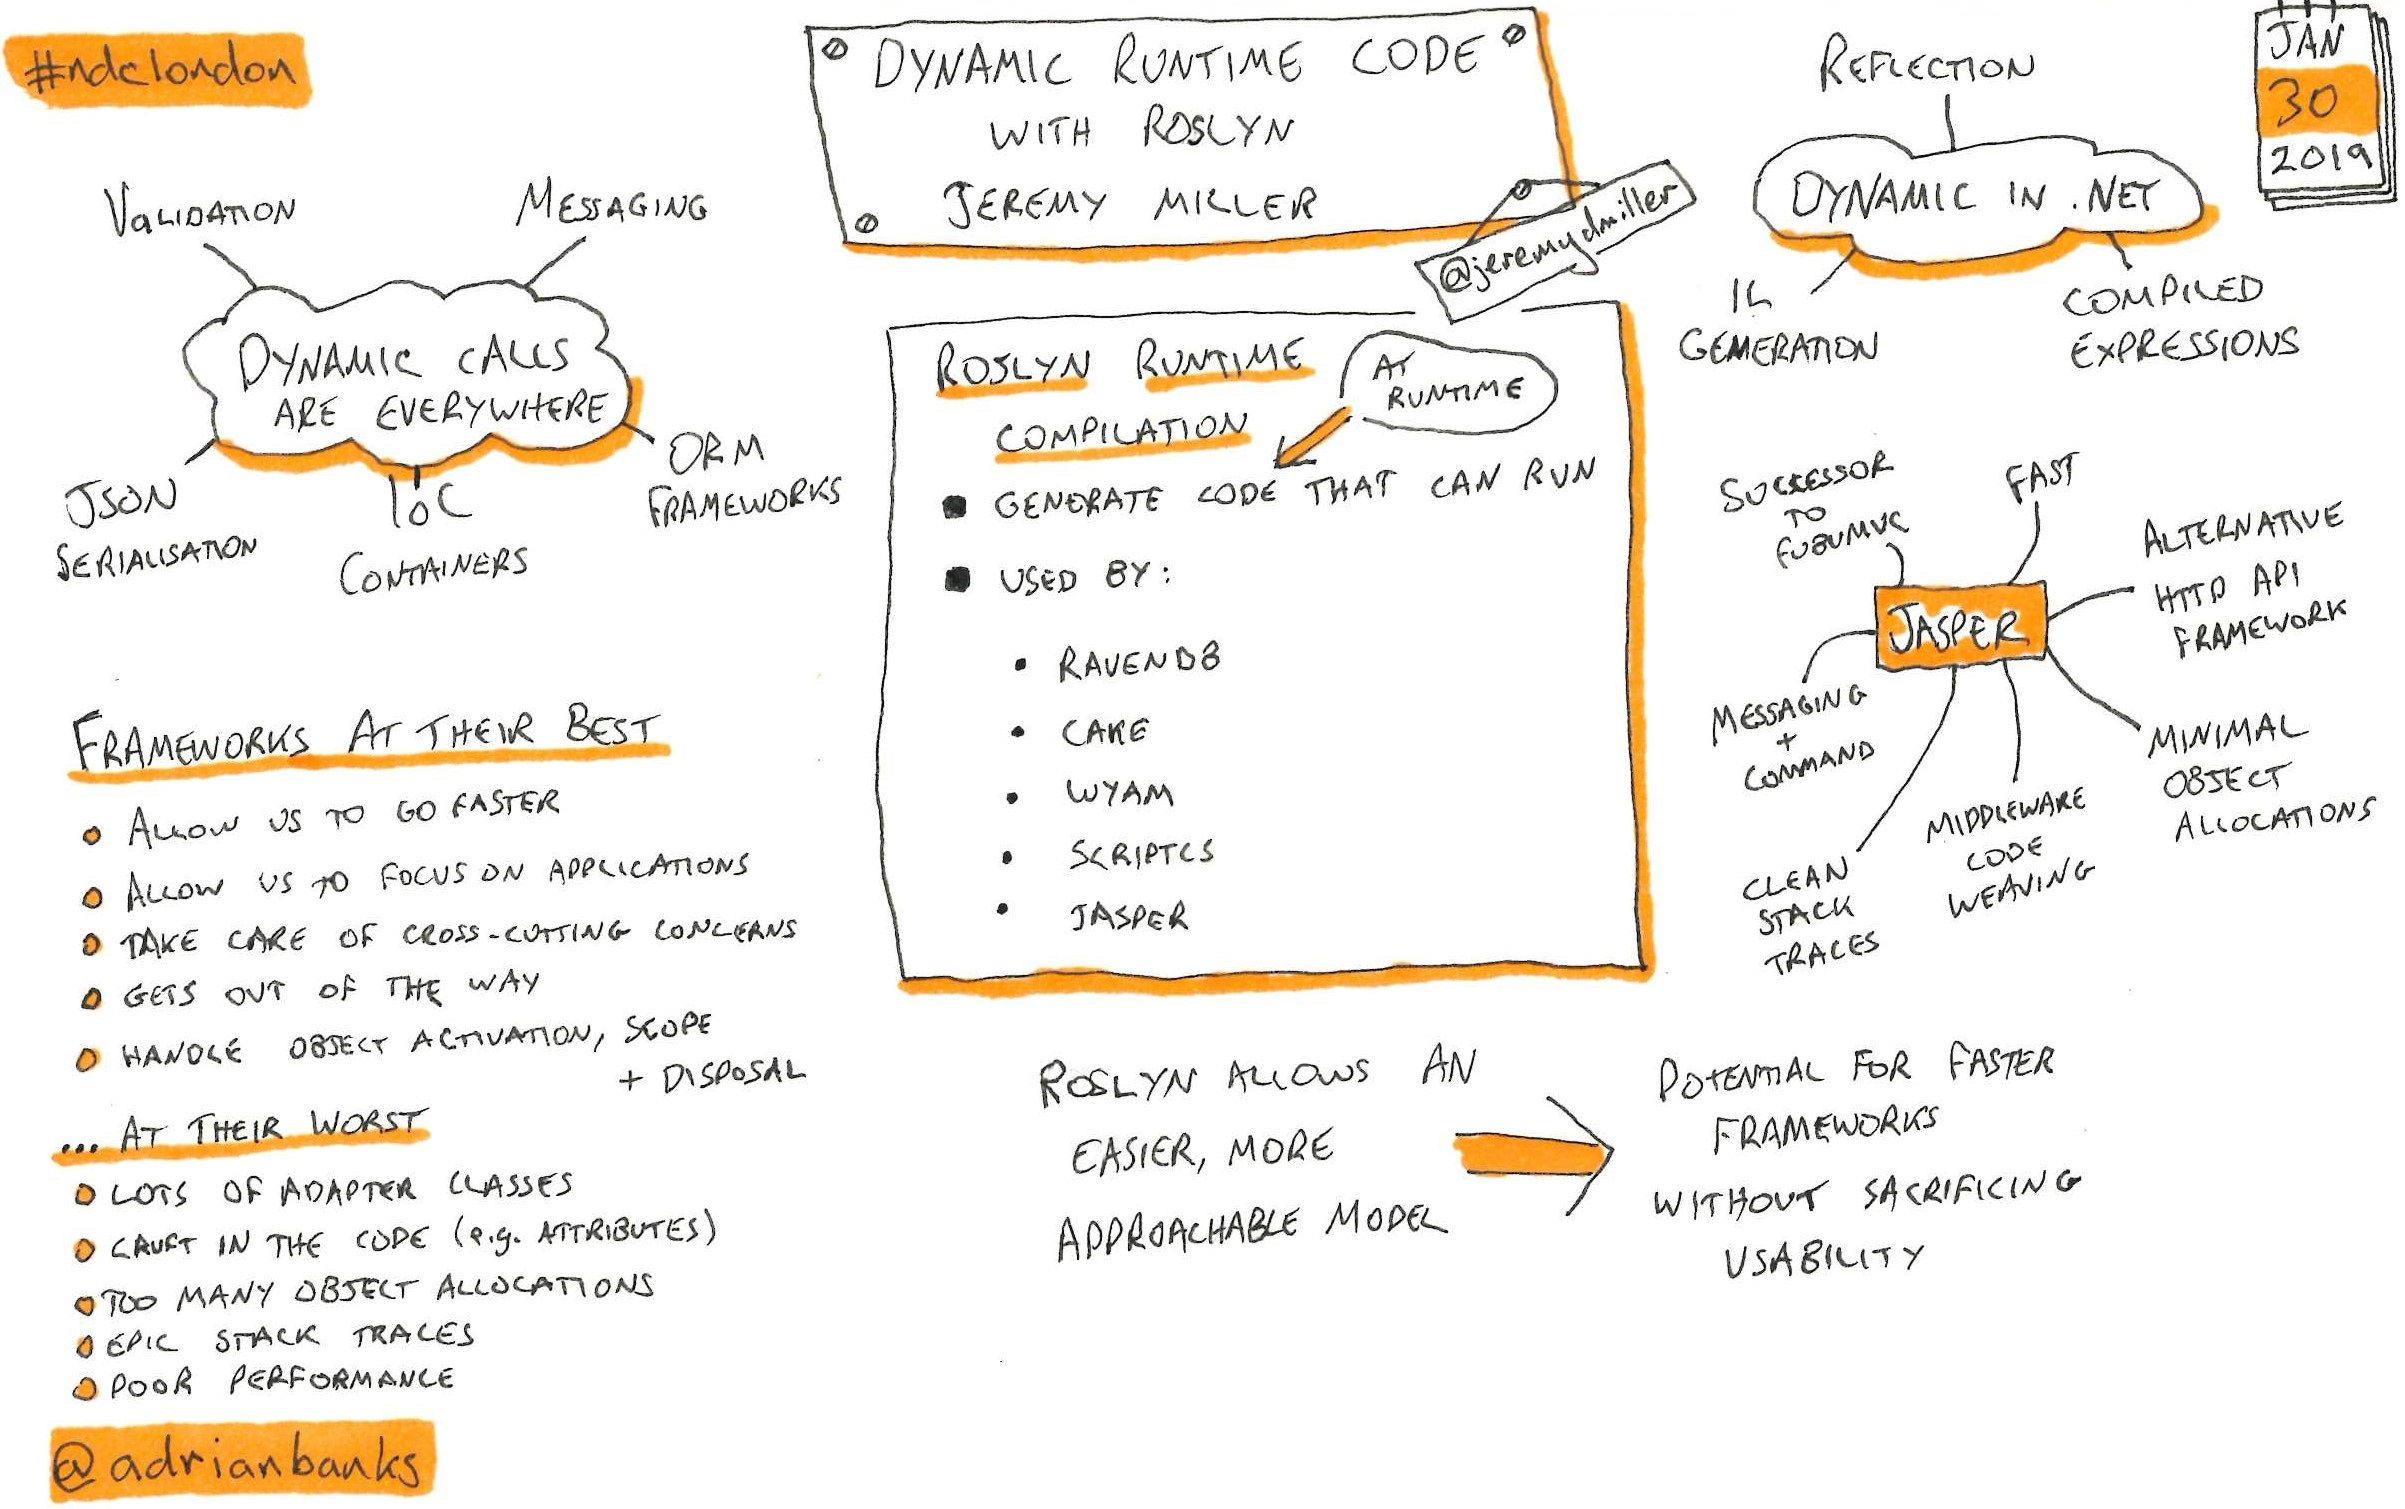 #ndclondon
DYNAMIC RUNTIME CODE
WITH ROSLYN
JEREMY MILLER
@jeremydmiller
JAN
30
2019
VALIDATION
MESSAGING
DYNAMIC CALLS
ARE EVERYWHERE
JSON
SERIALISATION
IoC
CONTAINERS
ORM
FRAMEWORKS
REFLECTION
DYNAMIC IN .NET
IL
GENERATION
COMPILED
EXPRESSIONS
ROSLYN RUNTIME
COMPILATION
AT
RUNTIME
GENERATE CODE THAT CAN RUN
USED BY:
• RAVENDB
• CAKE
• WYAM
• SCRIPTCS
• JASPER
SUCCESSOR
TO
FUBUMVC
FAST
ALTERNATIVE
HTTP API
FRAMEWORK
JASPER
MESSAGING
+
COMMAND
CLEAN
STACK
TRACES
MIDDLEWARE
CODE
WEAVING
MINIMAL
OBJECT
ALLOCATIONS
FRAMEWORKS AT THEIR BEST
ALLOW US TO GO FASTER
ALLOW US TO FOCUS ON APPLICATIONS
TAKE CARE OF CROSS-CUTTING CONCERNS
GETS OUT OF THE WAY
HANDLE OBJECT ACTIVATION, SCOPE
+ DISPOSAL
... AT THEIR WORST
LOTS OF ADAPTER CLASSES
CRUFT IN THE CODE (e.g. ATTRIBUTES)
TOO MANY OBJECT ALLOCATIONS
EPIC STACK TRACES
POOR PERFORMANCE
ROSLYN ALLOWS AN
EASIER, MORE
APPROACHABLE MODEL
POTENTIAL FOR FASTER
FRAMEWORKS
WITHOUT SACRIFICING
USABILITY
@adrianbanks